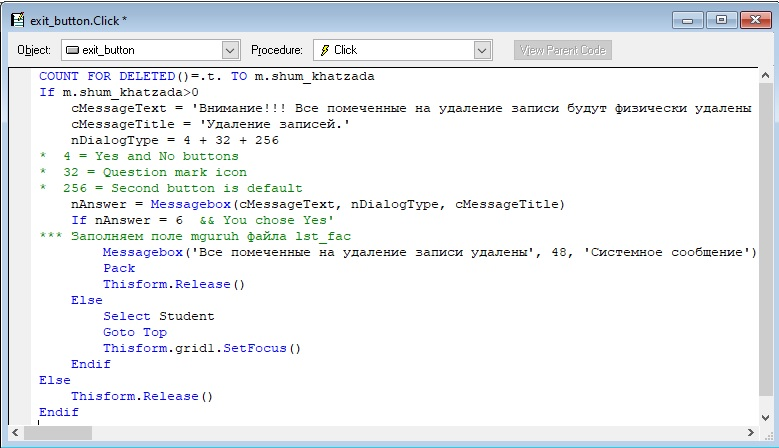 exit_button.Click *
Object: exit_button Procedure: Click View Parent Code
COUNT FOR DELETED()=.t. TO m.shum_khatzada
If m.shum_khatzada>0
    cMessageText = 'Внимание!!! Все помеченные на удаление записи будут физически удалены
    cMessageTitle = 'Удаление записей.'
    nDialogType = 4 + 32 + 256
*  4 = Yes and No buttons
*  32 = Question mark icon
*  256 = Second button is default
    nAnswer = Messagebox(cMessageText, nDialogType, cMessageTitle)
    If nAnswer = 6  && You chose Yes'
*** Заполняем поле mguruh файла lst_fac
        Messagebox('Все помеченные на удаление записи удалены', 48, 'Системное сообщение')
        Pack
        Thisform.Release()
    Else
        Select Student
        Goto Top
        Thisform.grid1.SetFocus()
    Endif
Else
    Thisform.Release()
Endif